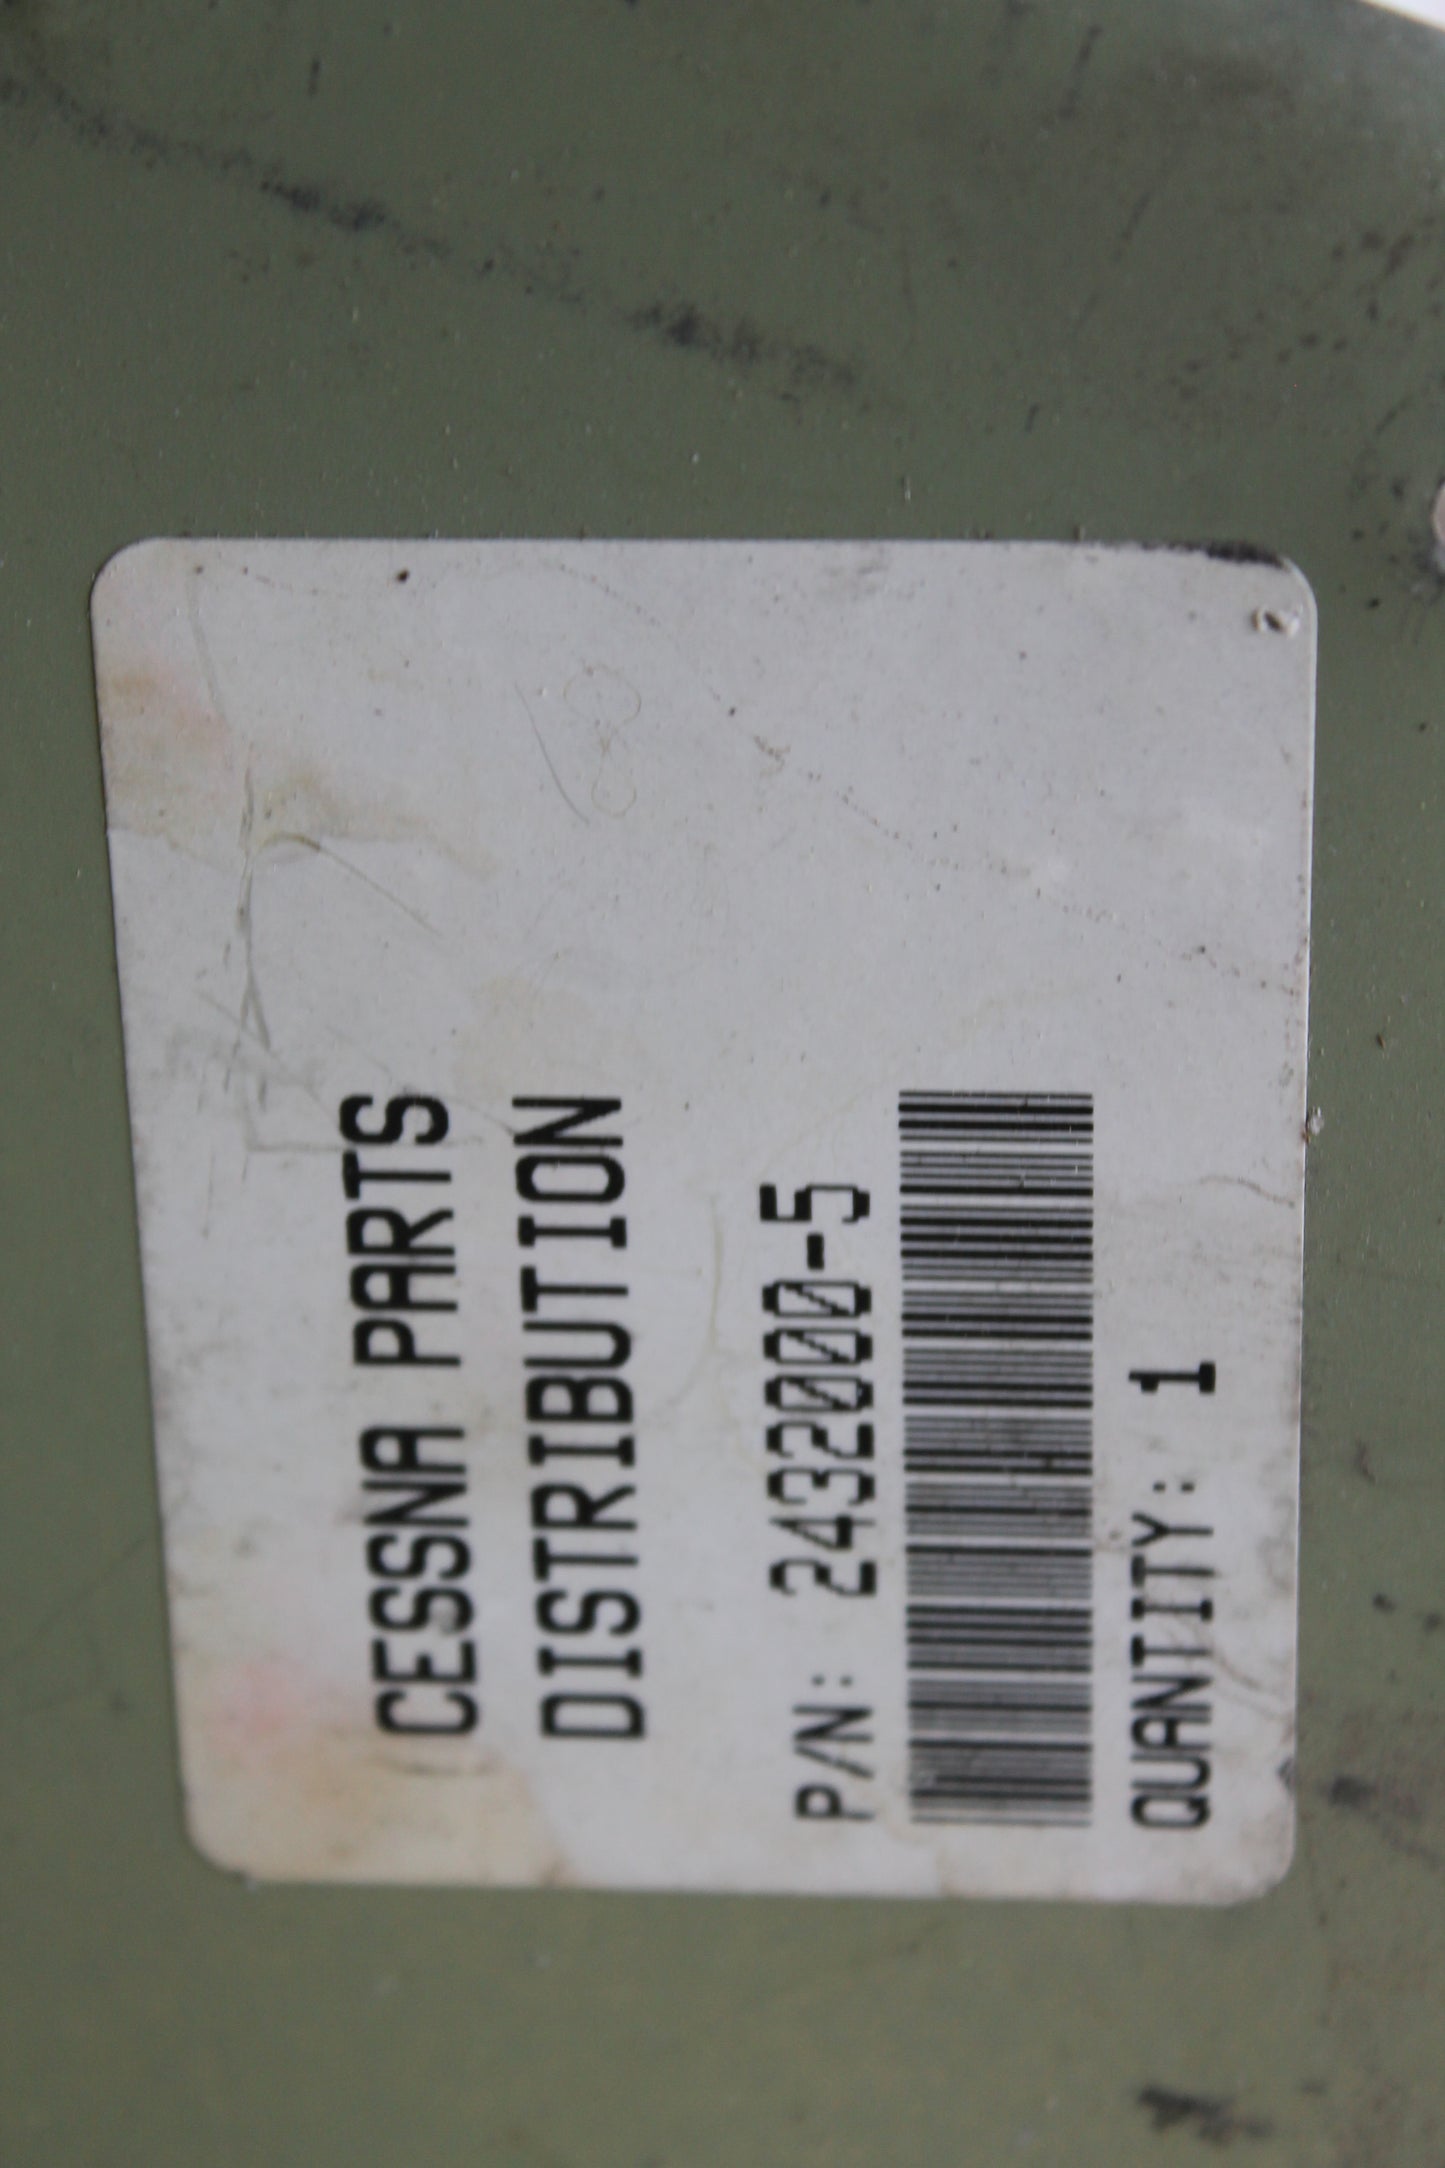 CESSNA PARTS
DISTRIBUTION
P/N: 2432000-5
QUANTITY: 1